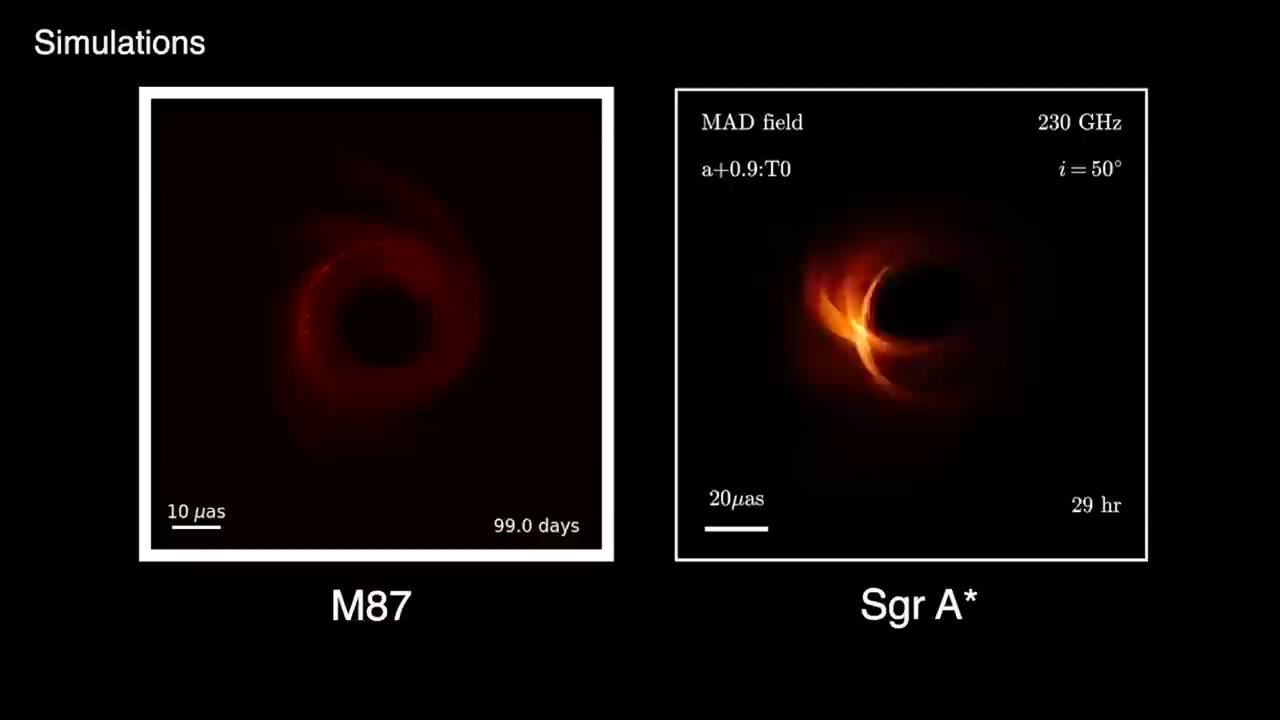 Simulations
10 μas
99.0 days
M87
MAD field
230 GHz
a+0.9:T0
i = 50°
20μas
29 hr
Sgr A*